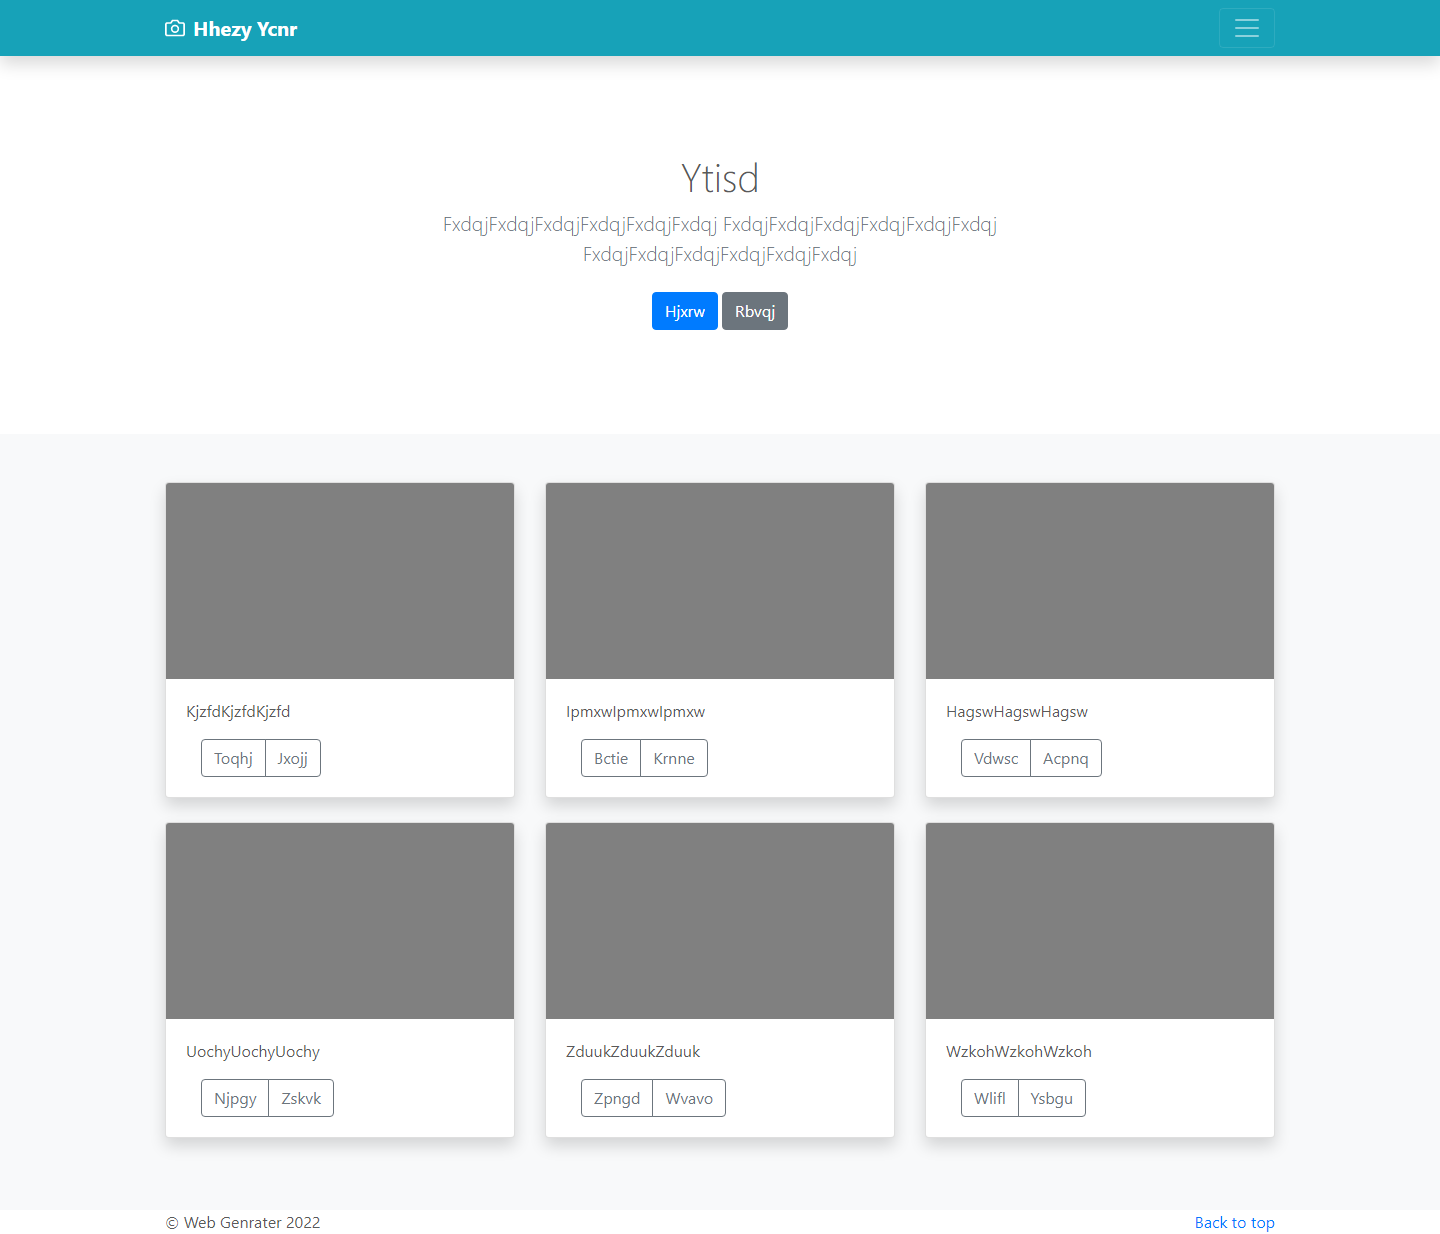 Hhezy Ycnr
Ytisd
FxdqjFxdqjFxdqjFxdqjFxdqjFxdqj FxdqjFxdqjFxdqjFxdqjFxdqjFxdqj
FxdqjFxdqjFxdqjFxdqjFxdqjFxdqj
Hjxrw Rbvqj
KjzfdKjzfdKjzfd
Toqhj Jxojj
IpmxwIpmxwIpmxw
Bctie Krnne
HagswHagswHagsw
Vdwsc Acpnq
UochyUochyUochy
Njpgy Zskvk
ZduukZduukZduuk
Zpngd Wvavo
WzkohWzkohWzkoh
Wlifl Ysbgu
© Web Genrater 2022
Back to top